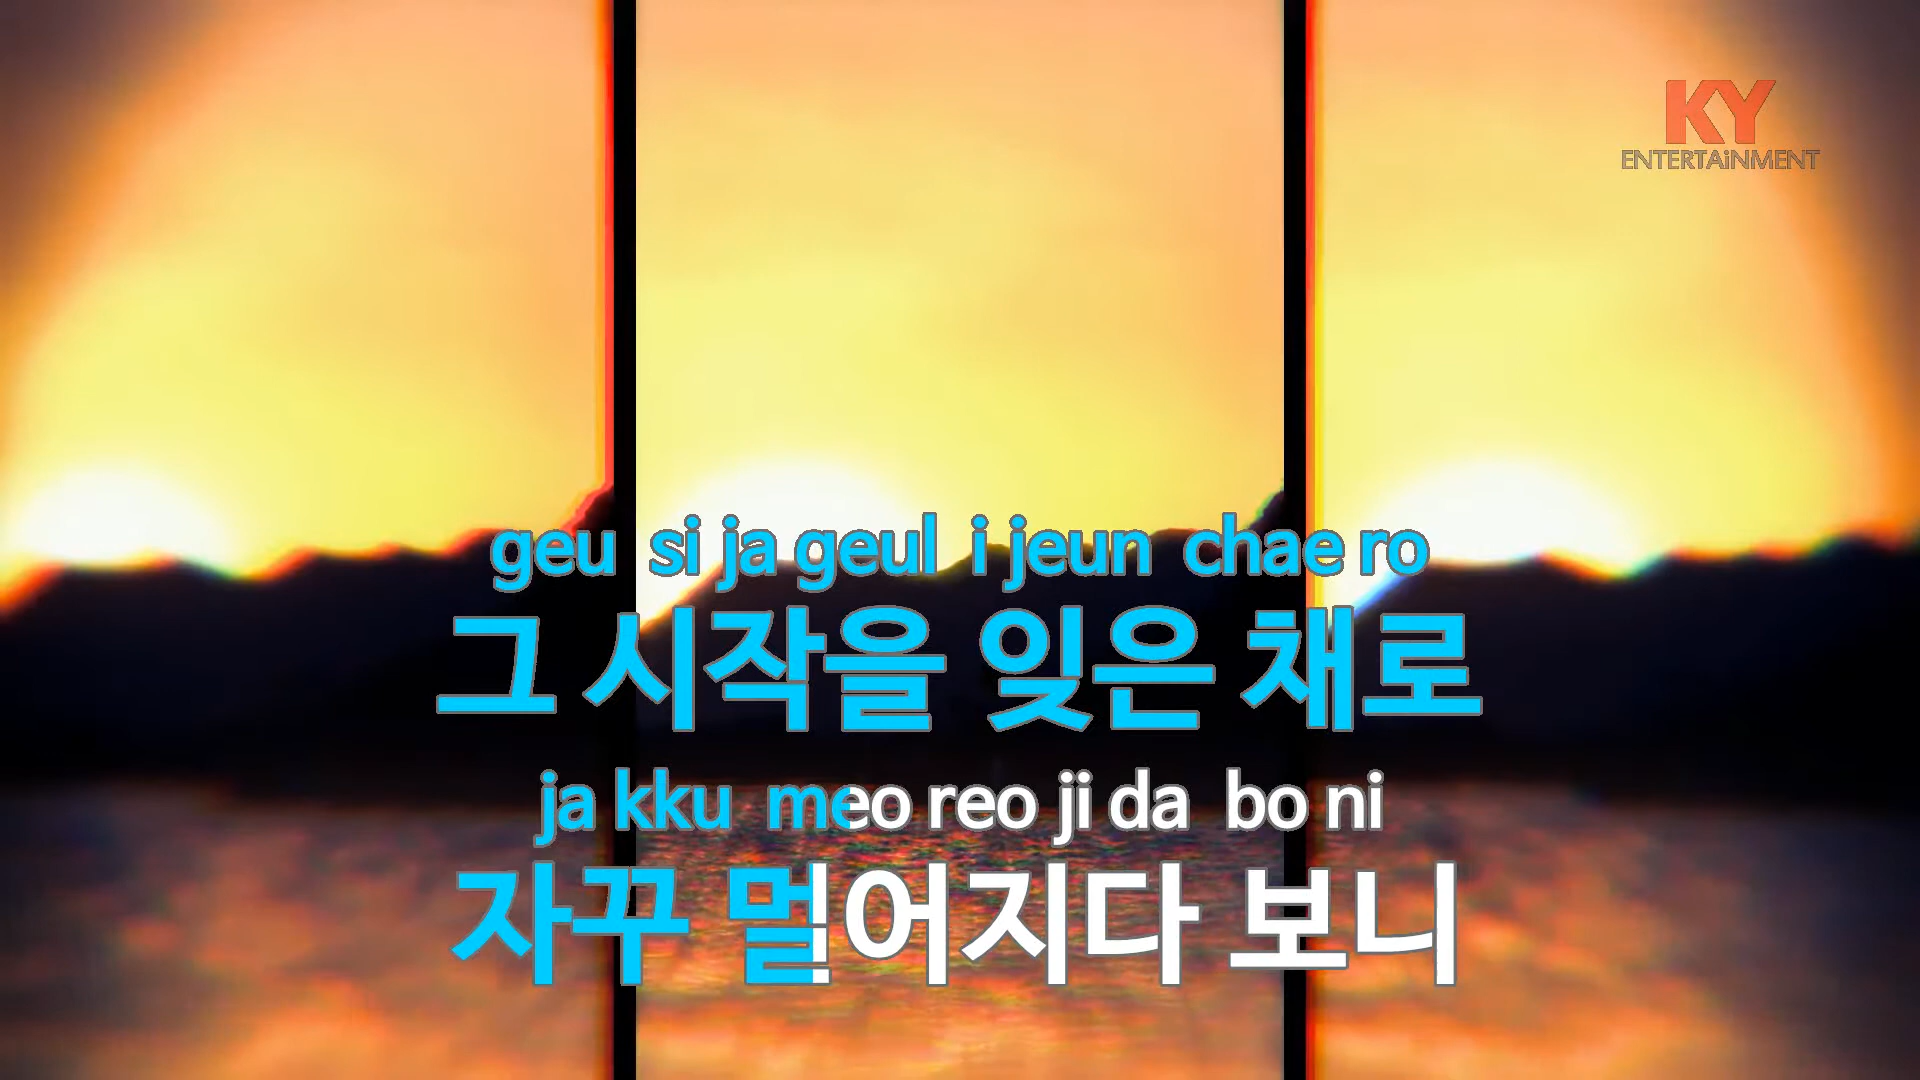 KY
ENTERTAiNMENT
geu si ja geul i jeun chae ro
그 시작을 잊은 채로
ja kku meo reo ji da bo ni
자꾸 멀어지다 보니